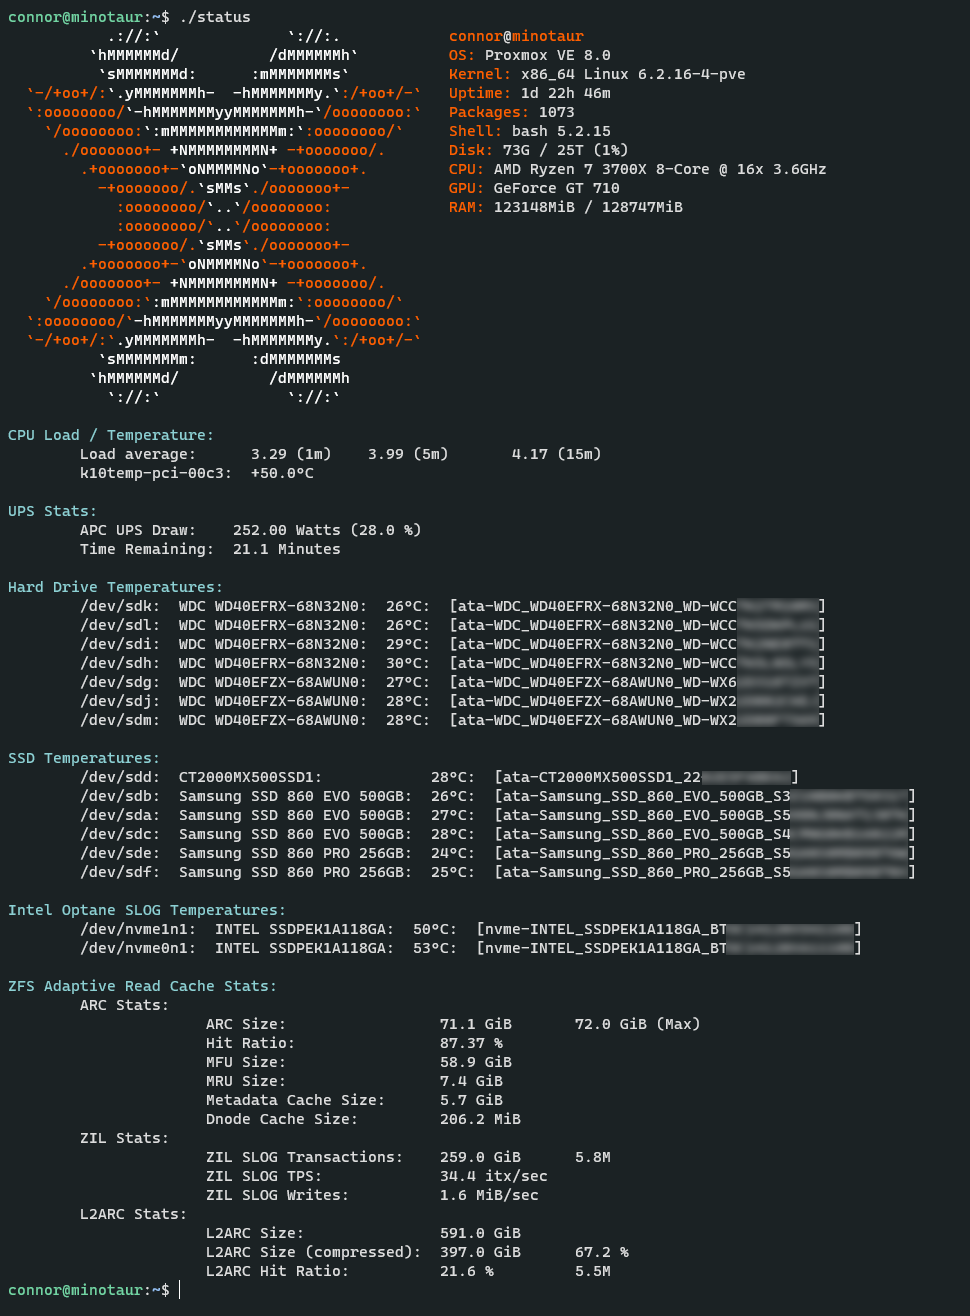 connor@minotaur:~$ ./status
           .://:`              `://:.            connor@minotaur
         `hMMMMMMd/          /dMMMMMMh`          OS: Proxmox VE 8.0
          `sMMMMMMMd:      :mMMMMMMMs`           Kernel: x86_64 Linux 6.2.16-4-pve
  `-/+oo+/:`.yMMMMMMMh-  -hMMMMMMMy.`:/+oo+/-`   Uptime: 1d 22h 46m
  `:oooooooo/`-hMMMMMMMyyMMMMMMMh-`/oooooooo:`   Packages: 1073
    `/oooooooo:`:mMMMMMMMMMMMMm:`:oooooooo/`     Shell: bash 5.2.15
      ./ooooooo+- +NMMMMMMMMN+ -+ooooooo/.       Disk: 73G / 25T (1%)
        .+ooooooo+-`oNMMMMNo`-+ooooooo+.         CPU: AMD Ryzen 7 3700X 8-Core @ 16x 3.6GHz
          -+ooooooo/.`sMMs`./ooooooo+-           GPU: GeForce GT 710
            :oooooooo/`..`/oooooooo:             RAM: 123148MiB / 128747MiB
            :oooooooo/`..`/oooooooo:
          -+ooooooo/.`sMMs`./ooooooo+-
        .+ooooooo+-`oNMMMMNo`-+ooooooo+.
      ./ooooooo+- +NMMMMMMMMN+ -+ooooooo/.
    `/oooooooo:`:mMMMMMMMMMMMMm:`:oooooooo/`
  `:oooooooo/`-hMMMMMMMyyMMMMMMMh-`/oooooooo:`
  `-/+oo+/:`.yMMMMMMMh-  -hMMMMMMMy.`:/+oo+/-`
          `sMMMMMMMm:      :dMMMMMMMs
         `hMMMMMMd/          /dMMMMMMh
           `://:`              `://:`
CPU Load / Temperature:
        Load average:      3.29 (1m)    3.99 (5m)       4.17 (15m)
        k10temp-pci-00c3:  +50.0°C
UPS Stats:
        APC UPS Draw:    252.00 Watts (28.0 %)
        Time Remaining:  21.1 Minutes
Hard Drive Temperatures:
        /dev/sdk:  WDC WD40EFRX-68N32N0:  26°C:  [ata-WDC_WD40EFRX-68N32N0_WD-WCC]
        /dev/sdl:  WDC WD40EFRX-68N32N0:  26°C:  [ata-WDC_WD40EFRX-68N32N0_WD-WCC]
        /dev/sdi:  WDC WD40EFRX-68N32N0:  29°C:  [ata-WDC_WD40EFRX-68N32N0_WD-WCC]
        /dev/sdh:  WDC WD40EFRX-68N32N0:  30°C:  [ata-WDC_WD40EFRX-68N32N0_WD-WCC]
        /dev/sdg:  WDC WD40EFZX-68AWUN0:  27°C:  [ata-WDC_WD40EFZX-68AWUN0_WD-WX6]
        /dev/sdj:  WDC WD40EFZX-68AWUN0:  28°C:  [ata-WDC_WD40EFZX-68AWUN0_WD-WX2]
        /dev/sdm:  WDC WD40EFZX-68AWUN0:  28°C:  [ata-WDC_WD40EFZX-68AWUN0_WD-WX2]
SSD Temperatures:
        /dev/sdd:  CT2000MX500SSD1:            28°C:  [ata-CT2000MX500SSD1_22]
        /dev/sdb:  Samsung SSD 860 EVO 500GB:  26°C:  [ata-Samsung_SSD_860_EVO_500GB_S3]
        /dev/sda:  Samsung SSD 860 EVO 500GB:  27°C:  [ata-Samsung_SSD_860_EVO_500GB_S5]
        /dev/sdc:  Samsung SSD 860 EVO 500GB:  28°C:  [ata-Samsung_SSD_860_EVO_500GB_S4]
        /dev/sde:  Samsung SSD 860 PRO 256GB:  24°C:  [ata-Samsung_SSD_860_PRO_256GB_S5]
        /dev/sdf:  Samsung SSD 860 PRO 256GB:  25°C:  [ata-Samsung_SSD_860_PRO_256GB_S5]
Intel Optane SLOG Temperatures:
        /dev/nvme1n1:  INTEL SSDPEK1A118GA:  50°C:  [nvme-INTEL_SSDPEK1A118GA_BT]
        /dev/nvme0n1:  INTEL SSDPEK1A118GA:  53°C:  [nvme-INTEL_SSDPEK1A118GA_BT]
ZFS Adaptive Read Cache Stats:
        ARC Stats:
                      ARC Size:                 71.1 GiB       72.0 GiB (Max)
                      Hit Ratio:                87.37 %
                      MFU Size:                 58.9 GiB
                      MRU Size:                 7.4 GiB
                      Metadata Cache Size:      5.7 GiB
                      Dnode Cache Size:         206.2 MiB
        ZIL Stats:
                      ZIL SLOG Transactions:    259.0 GiB      5.8M
                      ZIL SLOG TPS:             34.4 itx/sec
                      ZIL SLOG Writes:          1.6 MiB/sec
        L2ARC Stats:
                      L2ARC Size:               591.0 GiB
                      L2ARC Size (compressed):  397.0 GiB      67.2 %
                      L2ARC Hit Ratio:          21.6 %         5.5M
connor@minotaur:~$